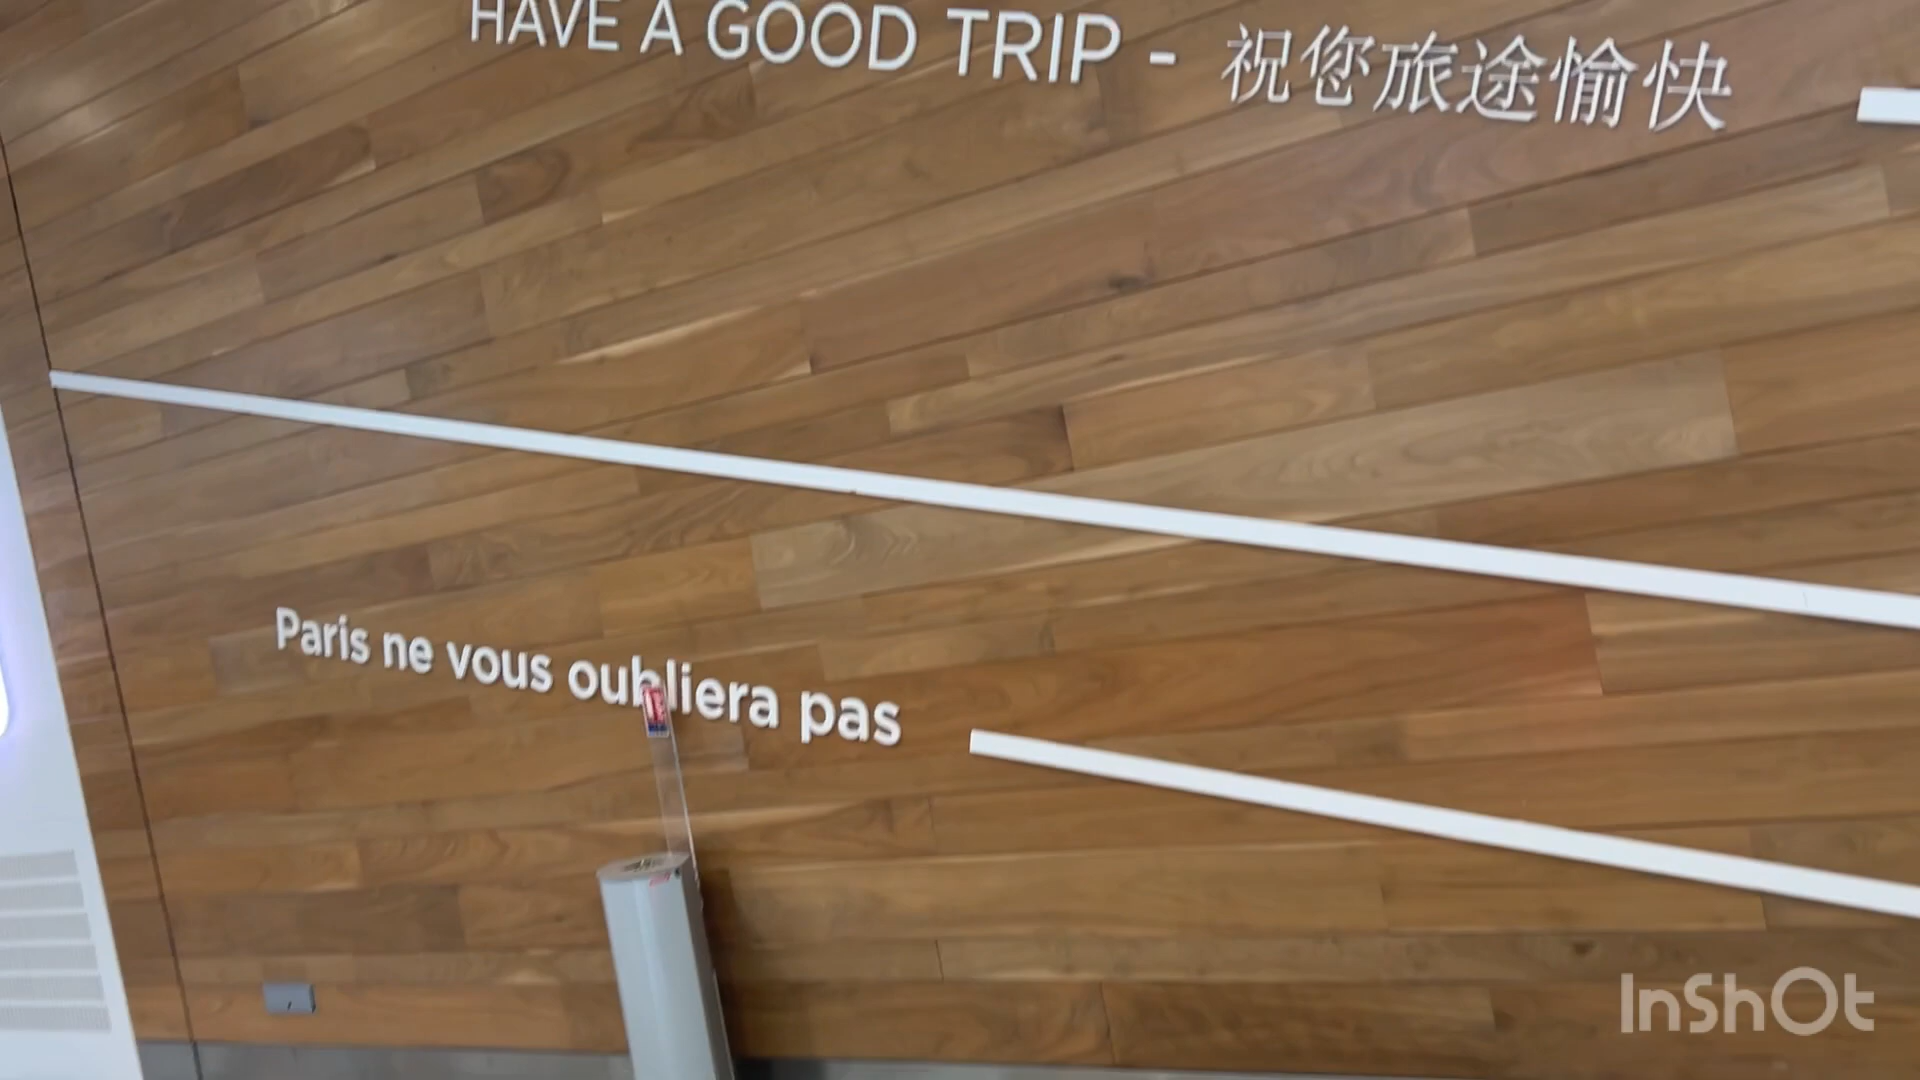 HAVE A GOOD TRIP - 祝您旅途愉快
Paris ne vous oubliera pas
InShOt